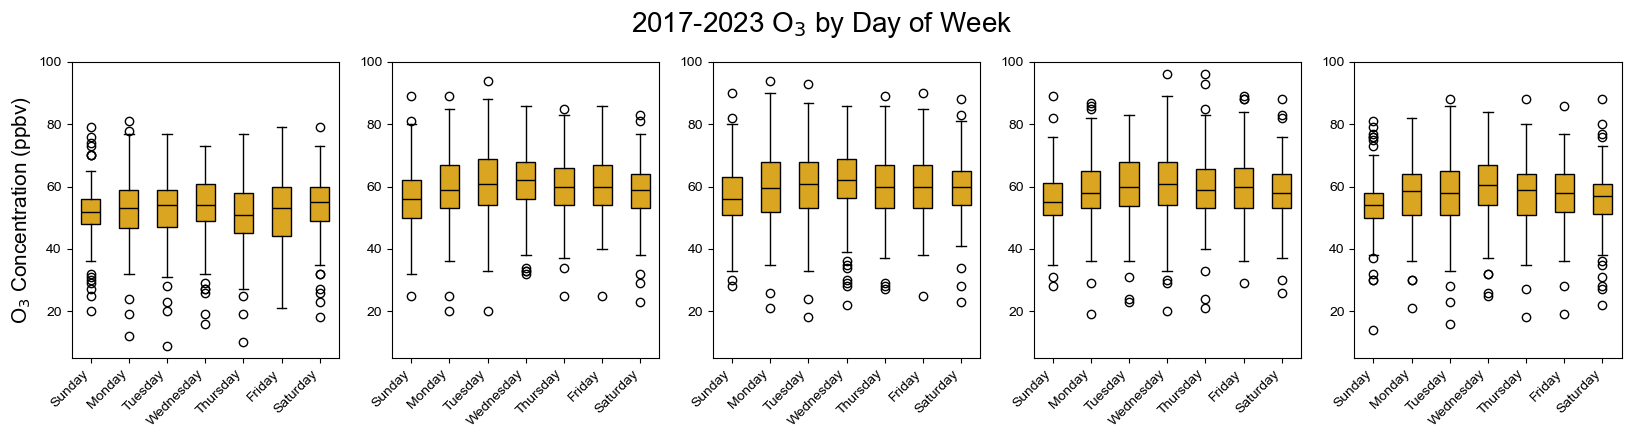 2017-2023 O₃ by Day of Week
O₃ Concentration (ppbv)
100
80
60
40
20
Sunday
Monday
Tuesday
Wednesday
Thursday
Friday
Saturday
100
80
60
40
20
Sunday
Monday
Tuesday
Wednesday
Thursday
Friday
Saturday
100
80
60
40
20
Sunday
Monday
Tuesday
Wednesday
Thursday
Friday
Saturday
100
80
60
40
20
Sunday
Monday
Tuesday
Wednesday
Thursday
Friday
Saturday
100
80
60
40
20
Sunday
Monday
Tuesday
Wednesday
Thursday
Friday
Saturday